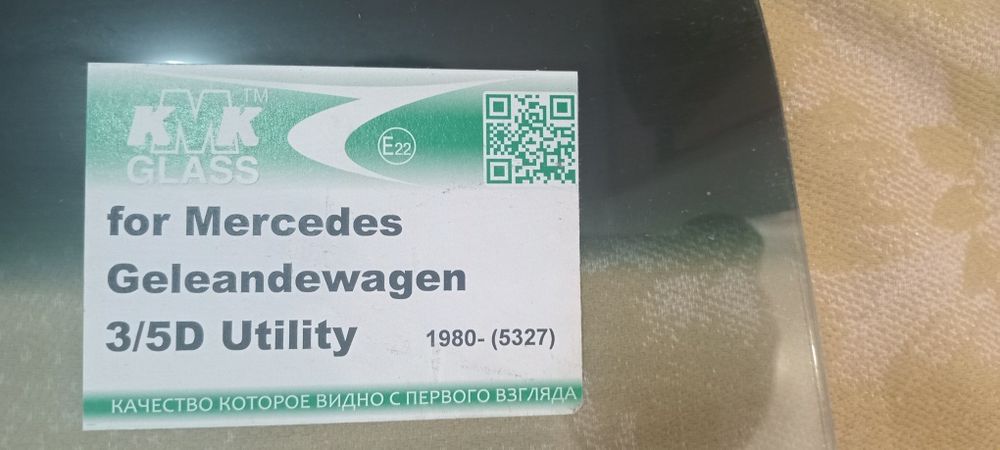 KMK™
GLASS
E22
for Mercedes
Geleandewagen
3/5D Utility
1980- (5327)
КАЧЕСТВО КОТОРОЕ ВИДНО С ПЕРВОГО ВЗГЛЯДА